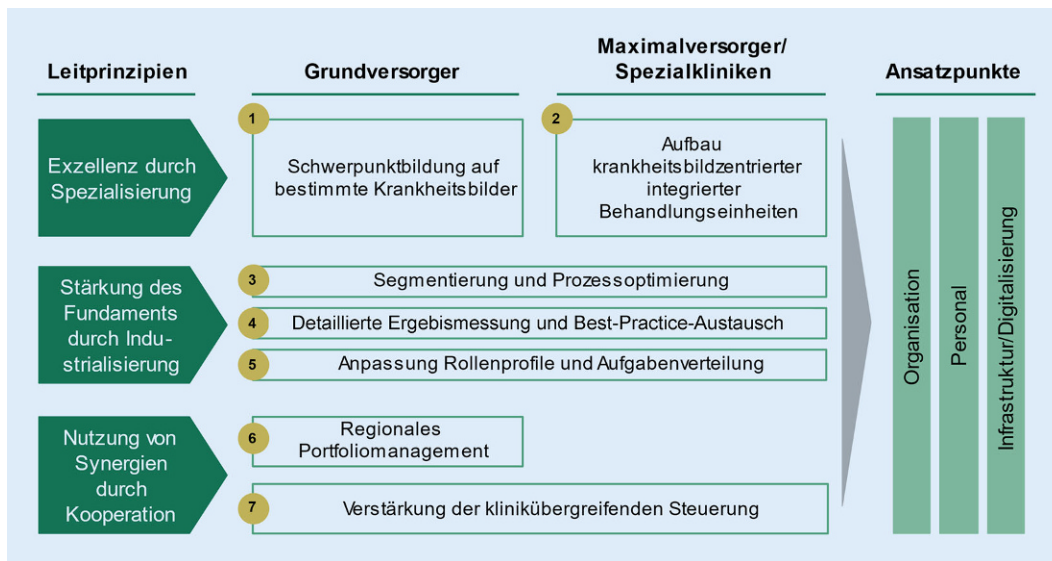 Leitprinzipien
Grundversorger
Maximalversorger/
Spezialkliniken
Ansatzpunkte
Exzellenz durch
Spezialisierung
1
Schwerpunktbildung auf
bestimmte Krankheitsbilder
2
Aufbau
krankheitsbildzentrierter
integrierter
Behandlungseinheiten
Stärkung des
Fundaments
durch Indu-
strialisierung
3
Segmentierung und Prozessoptimierung
4
Detaillierte Ergebismessung und Best-Practice-Austausch
5
Anpassung Rollenprofile und Aufgabenverteilung
Nutzung von
Synergien
durch
Kooperation
6
Regionales
Portfoliomanagement
7
Verstärkung der klinikübergreifenden Steuerung
Organisation
Personal
Infrastruktur/Digitalisierung